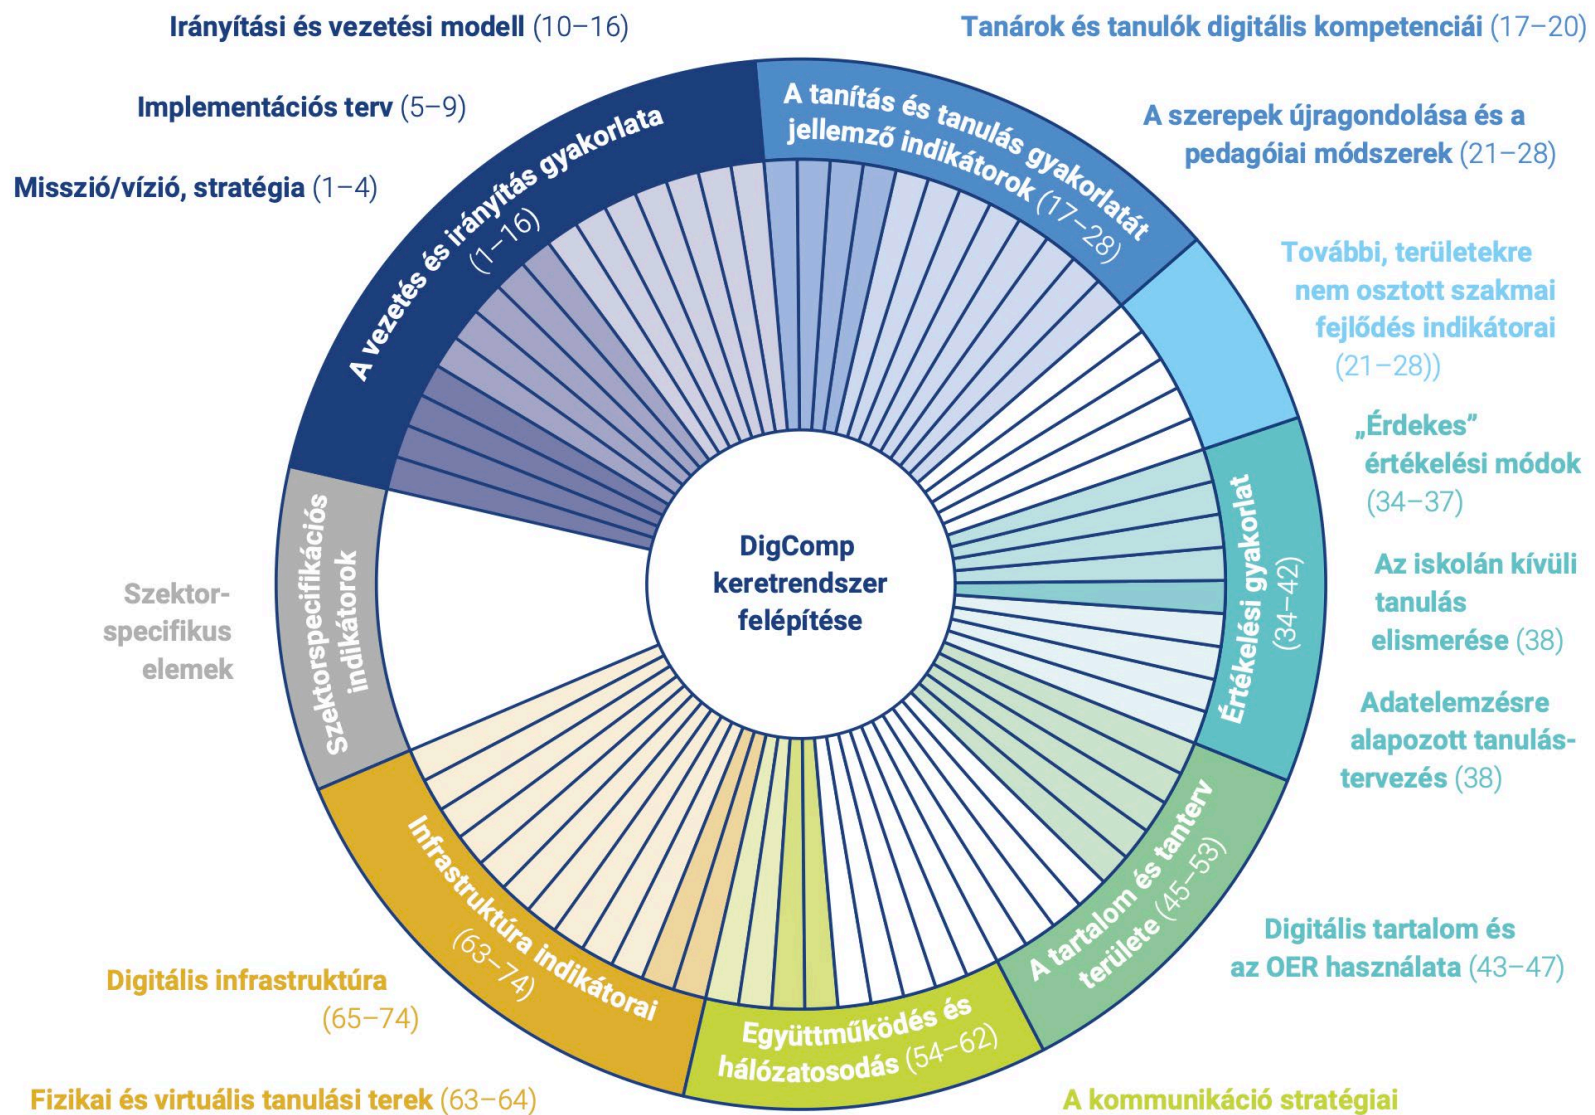 Irányítási és vezetési modell (10–16)
Implementációs terv (5–9)
Misszió/vízió, stratégia (1–4)
Tanárok és tanulók digitális kompetenciái (17–20)
A szerepek újragondolása és a
pedagóiai módszerek (21–28)
További, területekre
nem osztott szakmai
fejlődés indikátorai
(21–28))
„Érdekes”
értékelési módok
(34–37)
Az iskolán kívüli
tanulás
elismerése (38)
Adatelemzésre
alapozott tanulás-
tervezés (38)
Digitális tartalom és
az OER használata (43–47)
A kommunikáció stratégiai
Fizikai és virtuális tanulási terek (63–64)
Digitális infrastruktúra
(65–74)
Szektor-
specifikus
elemek
A vezetés és irányítás gyakorlata
(1–16)
A tanítás és tanulás gyakorlatát
jellemző indikátorok (17–28)
Értékelési gyakorlat
(34–42)
A tartalom és tanterv
területe (45–53)
Együttműködés és
hálózatosodás (54–62)
Infrastruktúra indikátorai
(63–74)
Szektorspecifikációs
indikátorok
DigComp
keretrendszer
felépítése